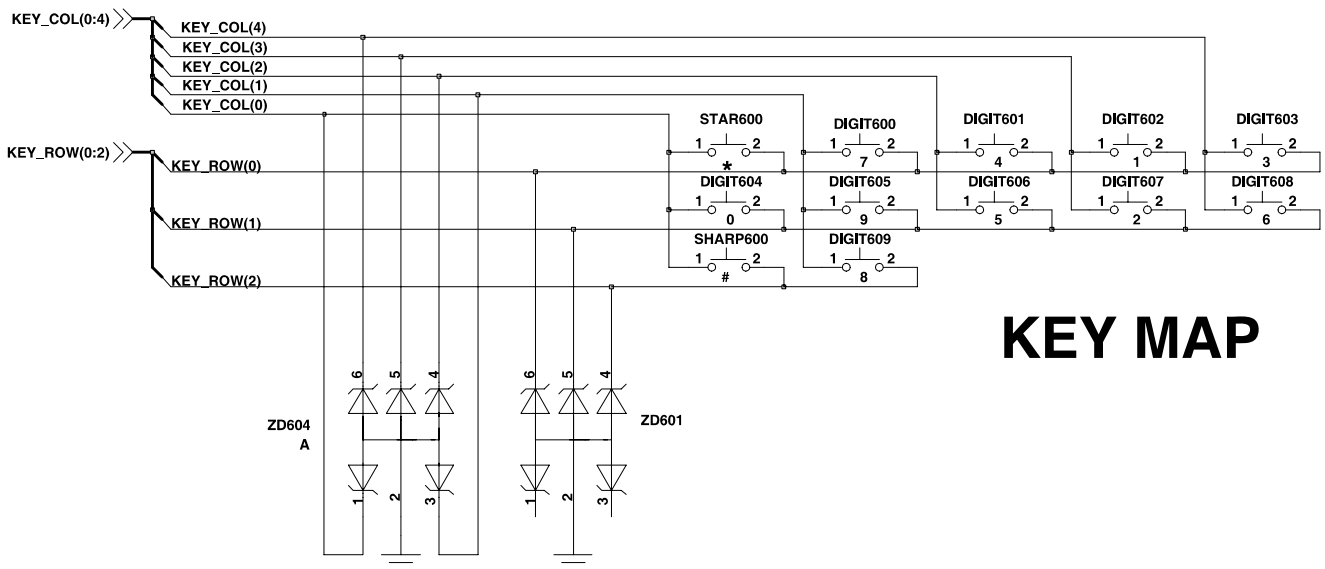 KEY_COL(0:4)
KEY_COL(4)
KEY_COL(3)
KEY_COL(2)
KEY_COL(1)
KEY_COL(0)
KEY_ROW(0:2)
KEY_ROW(0)
KEY_ROW(1)
KEY_ROW(2)
STAR600
1 2
*
DIGIT600
1 2
7
DIGIT601
1 2
4
DIGIT602
1 2
1
DIGIT603
1 2
3
DIGIT604
1 2
0
DIGIT605
1 2
9
DIGIT606
1 2
5
DIGIT607
1 2
2
DIGIT608
1 2
6
SHARP600
1 2
#
DIGIT609
1 2
8
KEY MAP
6 5 4
ZD604
A
1 2 3
6 5 4
ZD601
1 2 3